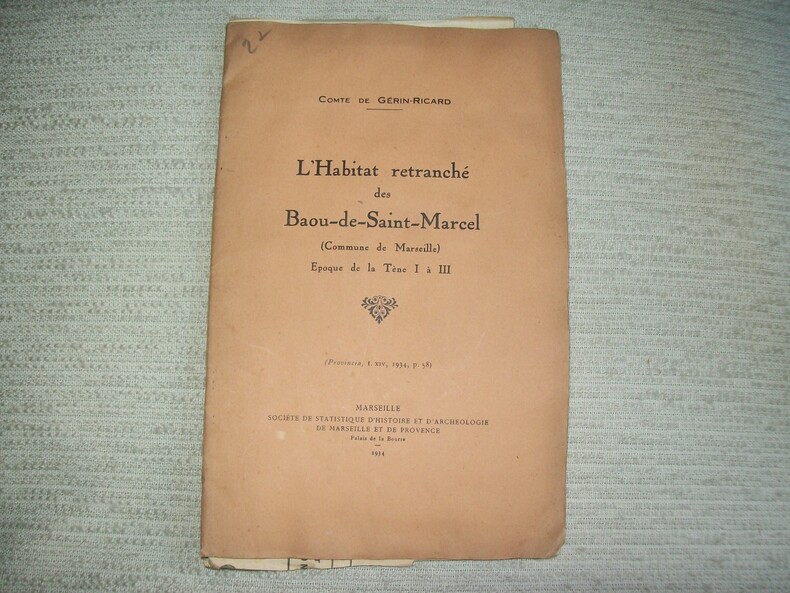 Comte de Gérin-Ricard
L'Habitat retranché
des
Baou-de-Saint-Marcel
(Commune de Marseille)
Epoque de la Tène I à III
(Provincia, t. XIV, 1934, p. 58)
MARSEILLE
SOCIÉTÉ DE STATISTIQUE D'HISTOIRE ET D'ARCHÉOLOGIE
DE MARSEILLE ET DE PROVENCE
Palais de la Bourse
1934